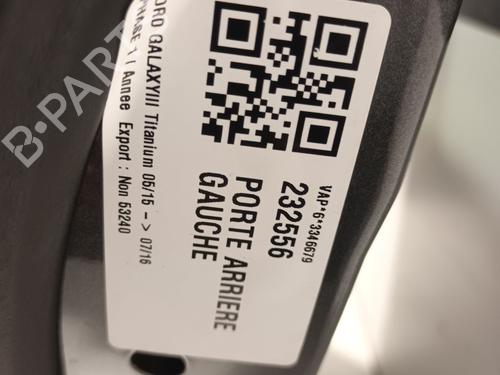 VAP*6*3346679
232556
PORTE ARRIERE
GAUCHE
GALAXYIII Titanium 05/15 -> 07/16
PHASE 1 / Annee Export : Non 53240
B-PARTS